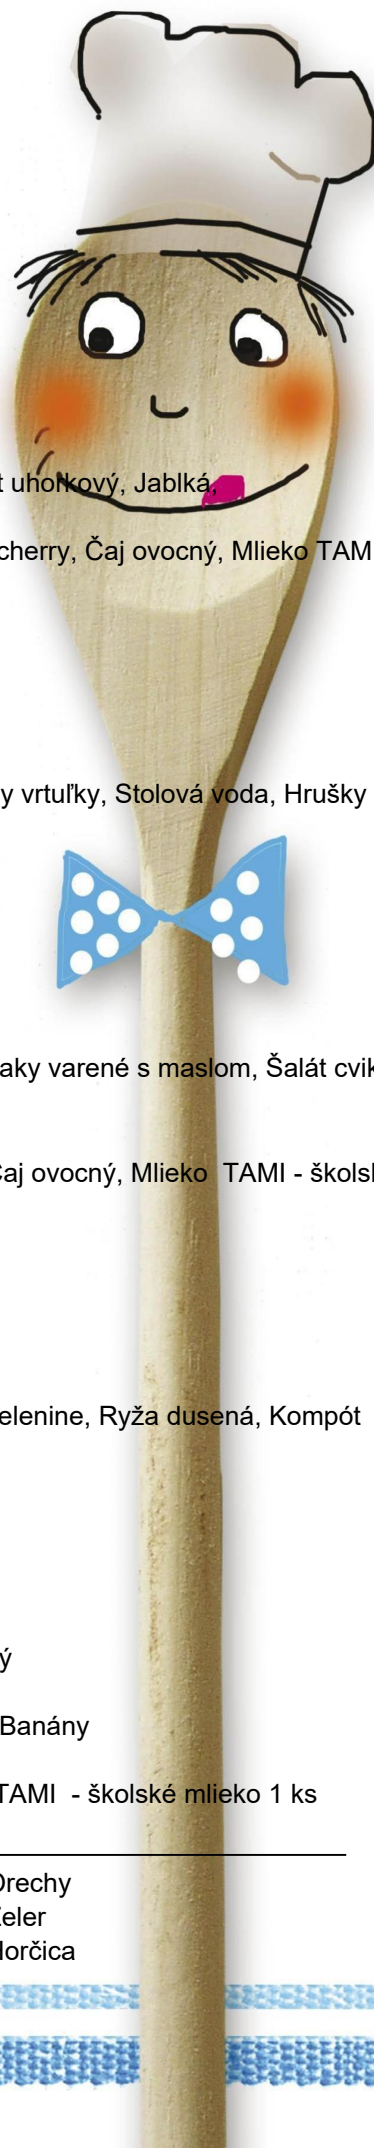 t uhorkový, Jablká,
cherry, Čaj ovocný, Mlieko TAM
y vrtuľky, Stolová voda, Hrušky
aky varené s maslom, Šalát cvik
Čaj ovocný, Mlieko TAMI - školsk
elenine, Ryža dusená, Kompót
ý
Banány
TAMI - školské mlieko 1 ks
Orechy
Zeler
Horčica